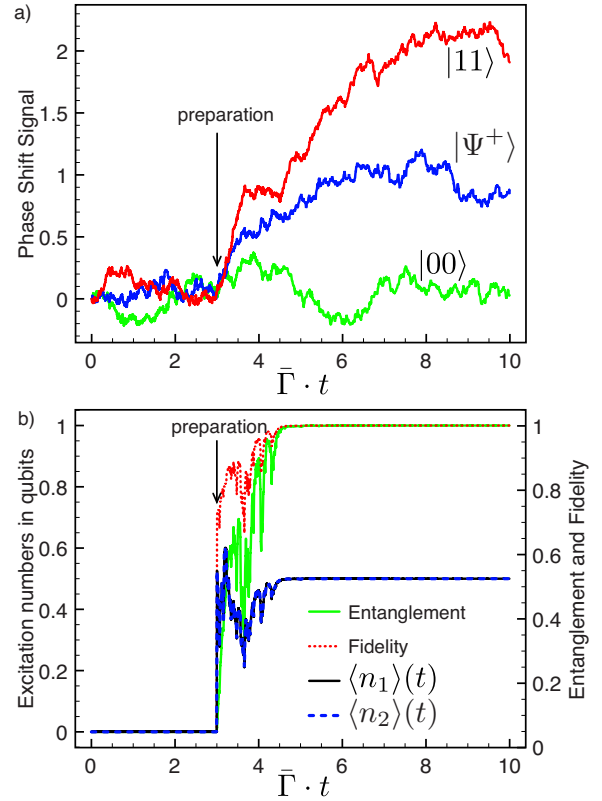 a)
Phase Shift Signal
2
1.5
1
0.5
0
preparation
|11⟩
|Ψ⁺⟩
|00⟩
0 2 4 6 8 10
Γ̄ · t
b)
Excitation numbers in qubits
1
0.8
0.6
0.4
0.2
0
preparation
Entanglement
Fidelity
⟨n₁⟩(t)
⟨n₂⟩(t)
1
0.8
0.6
0.4
0.2
0
Entanglement and Fidelity
0 2 4 6 8 10
Γ̄ · t